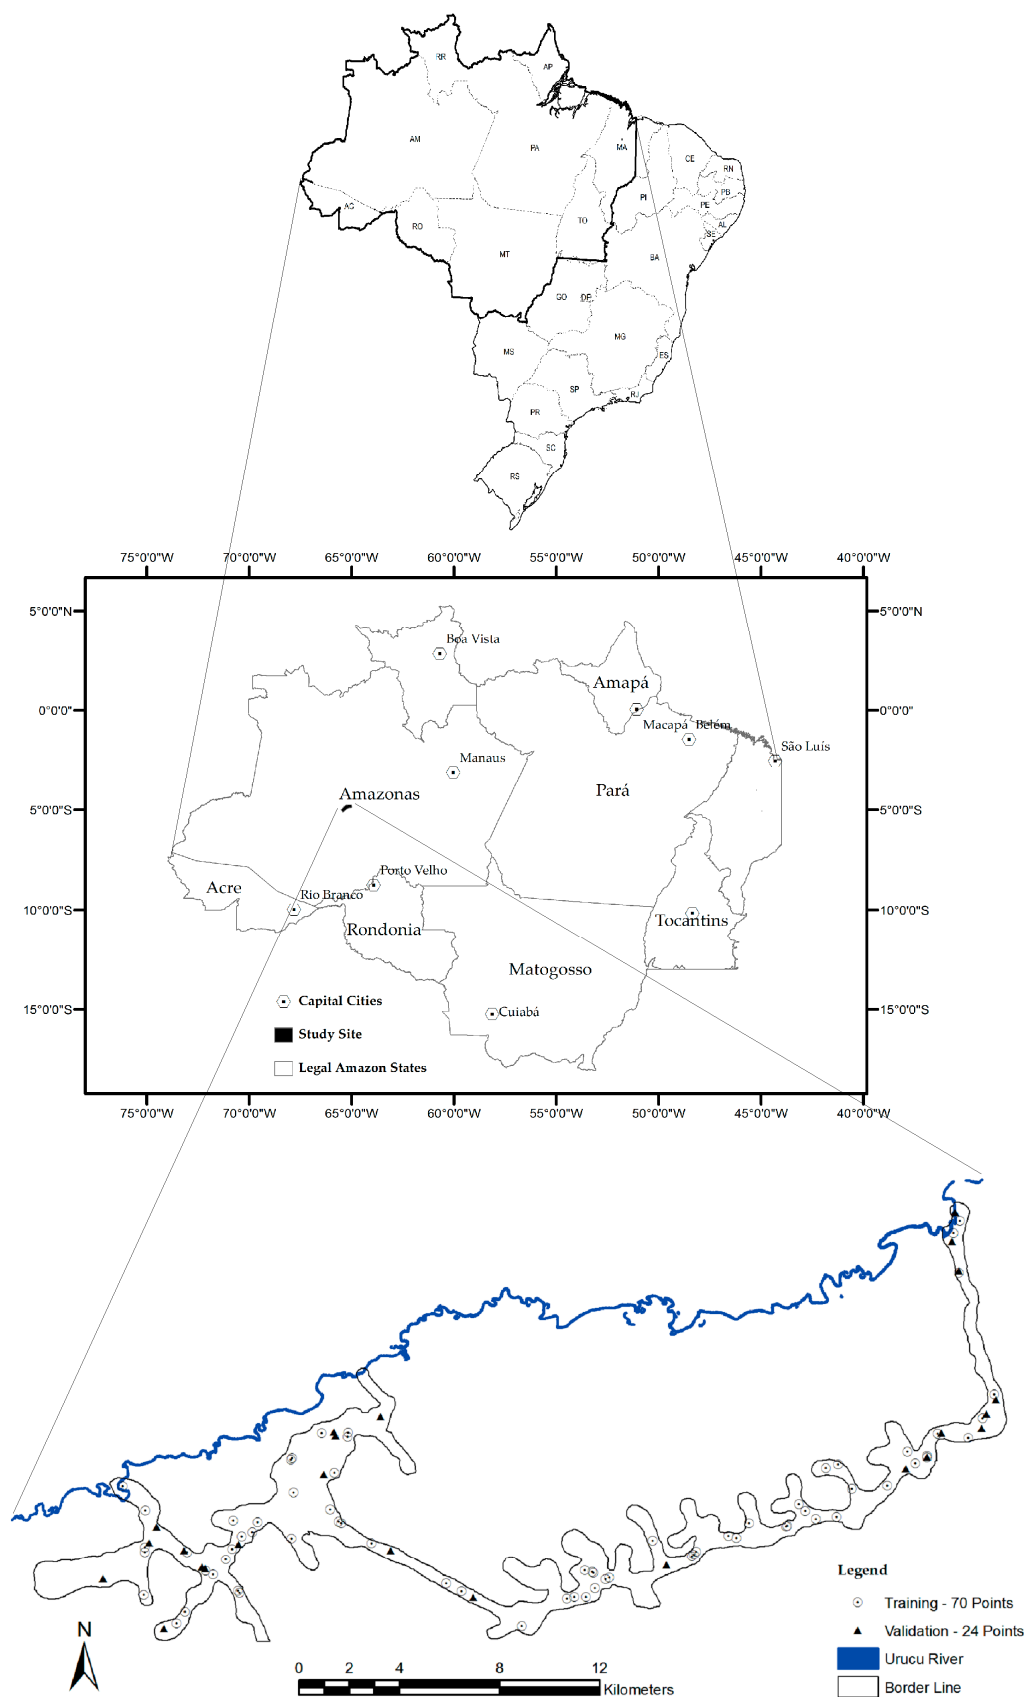 RR
AP
AM
PA
MA
CE
RN
PB
PI
PE
AC
AL
RO
TO
SE
MT
BA
GO
DF
MG
MS
ES
SP
RJ
PR
SC
RS
75°0'0"W 70°0'0"W 65°0'0"W 60°0'0"W 55°0'0"W 50°0'0"W 45°0'0"W 40°0'0"W
5°0'0"N 5°0'0"N
Boa Vista
Amapá
0°0'0" 0°0'0"
Macapá Belém
São Luís
Manaus
Amazonas
Pará
5°0'0"S 5°0'0"S
Porto Velho
Acre
Rio Branco
10°0'0"S 10°0'0"S
Tocantins
Rondonia
Matogosso
Capital Cities
15°0'0"S 15°0'0"S
Cuiabá
Study Site
Legal Amazon States
75°0'0"W 70°0'0"W 65°0'0"W 60°0'0"W 55°0'0"W 50°0'0"W 45°0'0"W 40°0'0"W
Legend
Training - 70 Points
Validation - 24 Points
Urucu River
Border Line
N
0 2 4 8 12
Kilometers